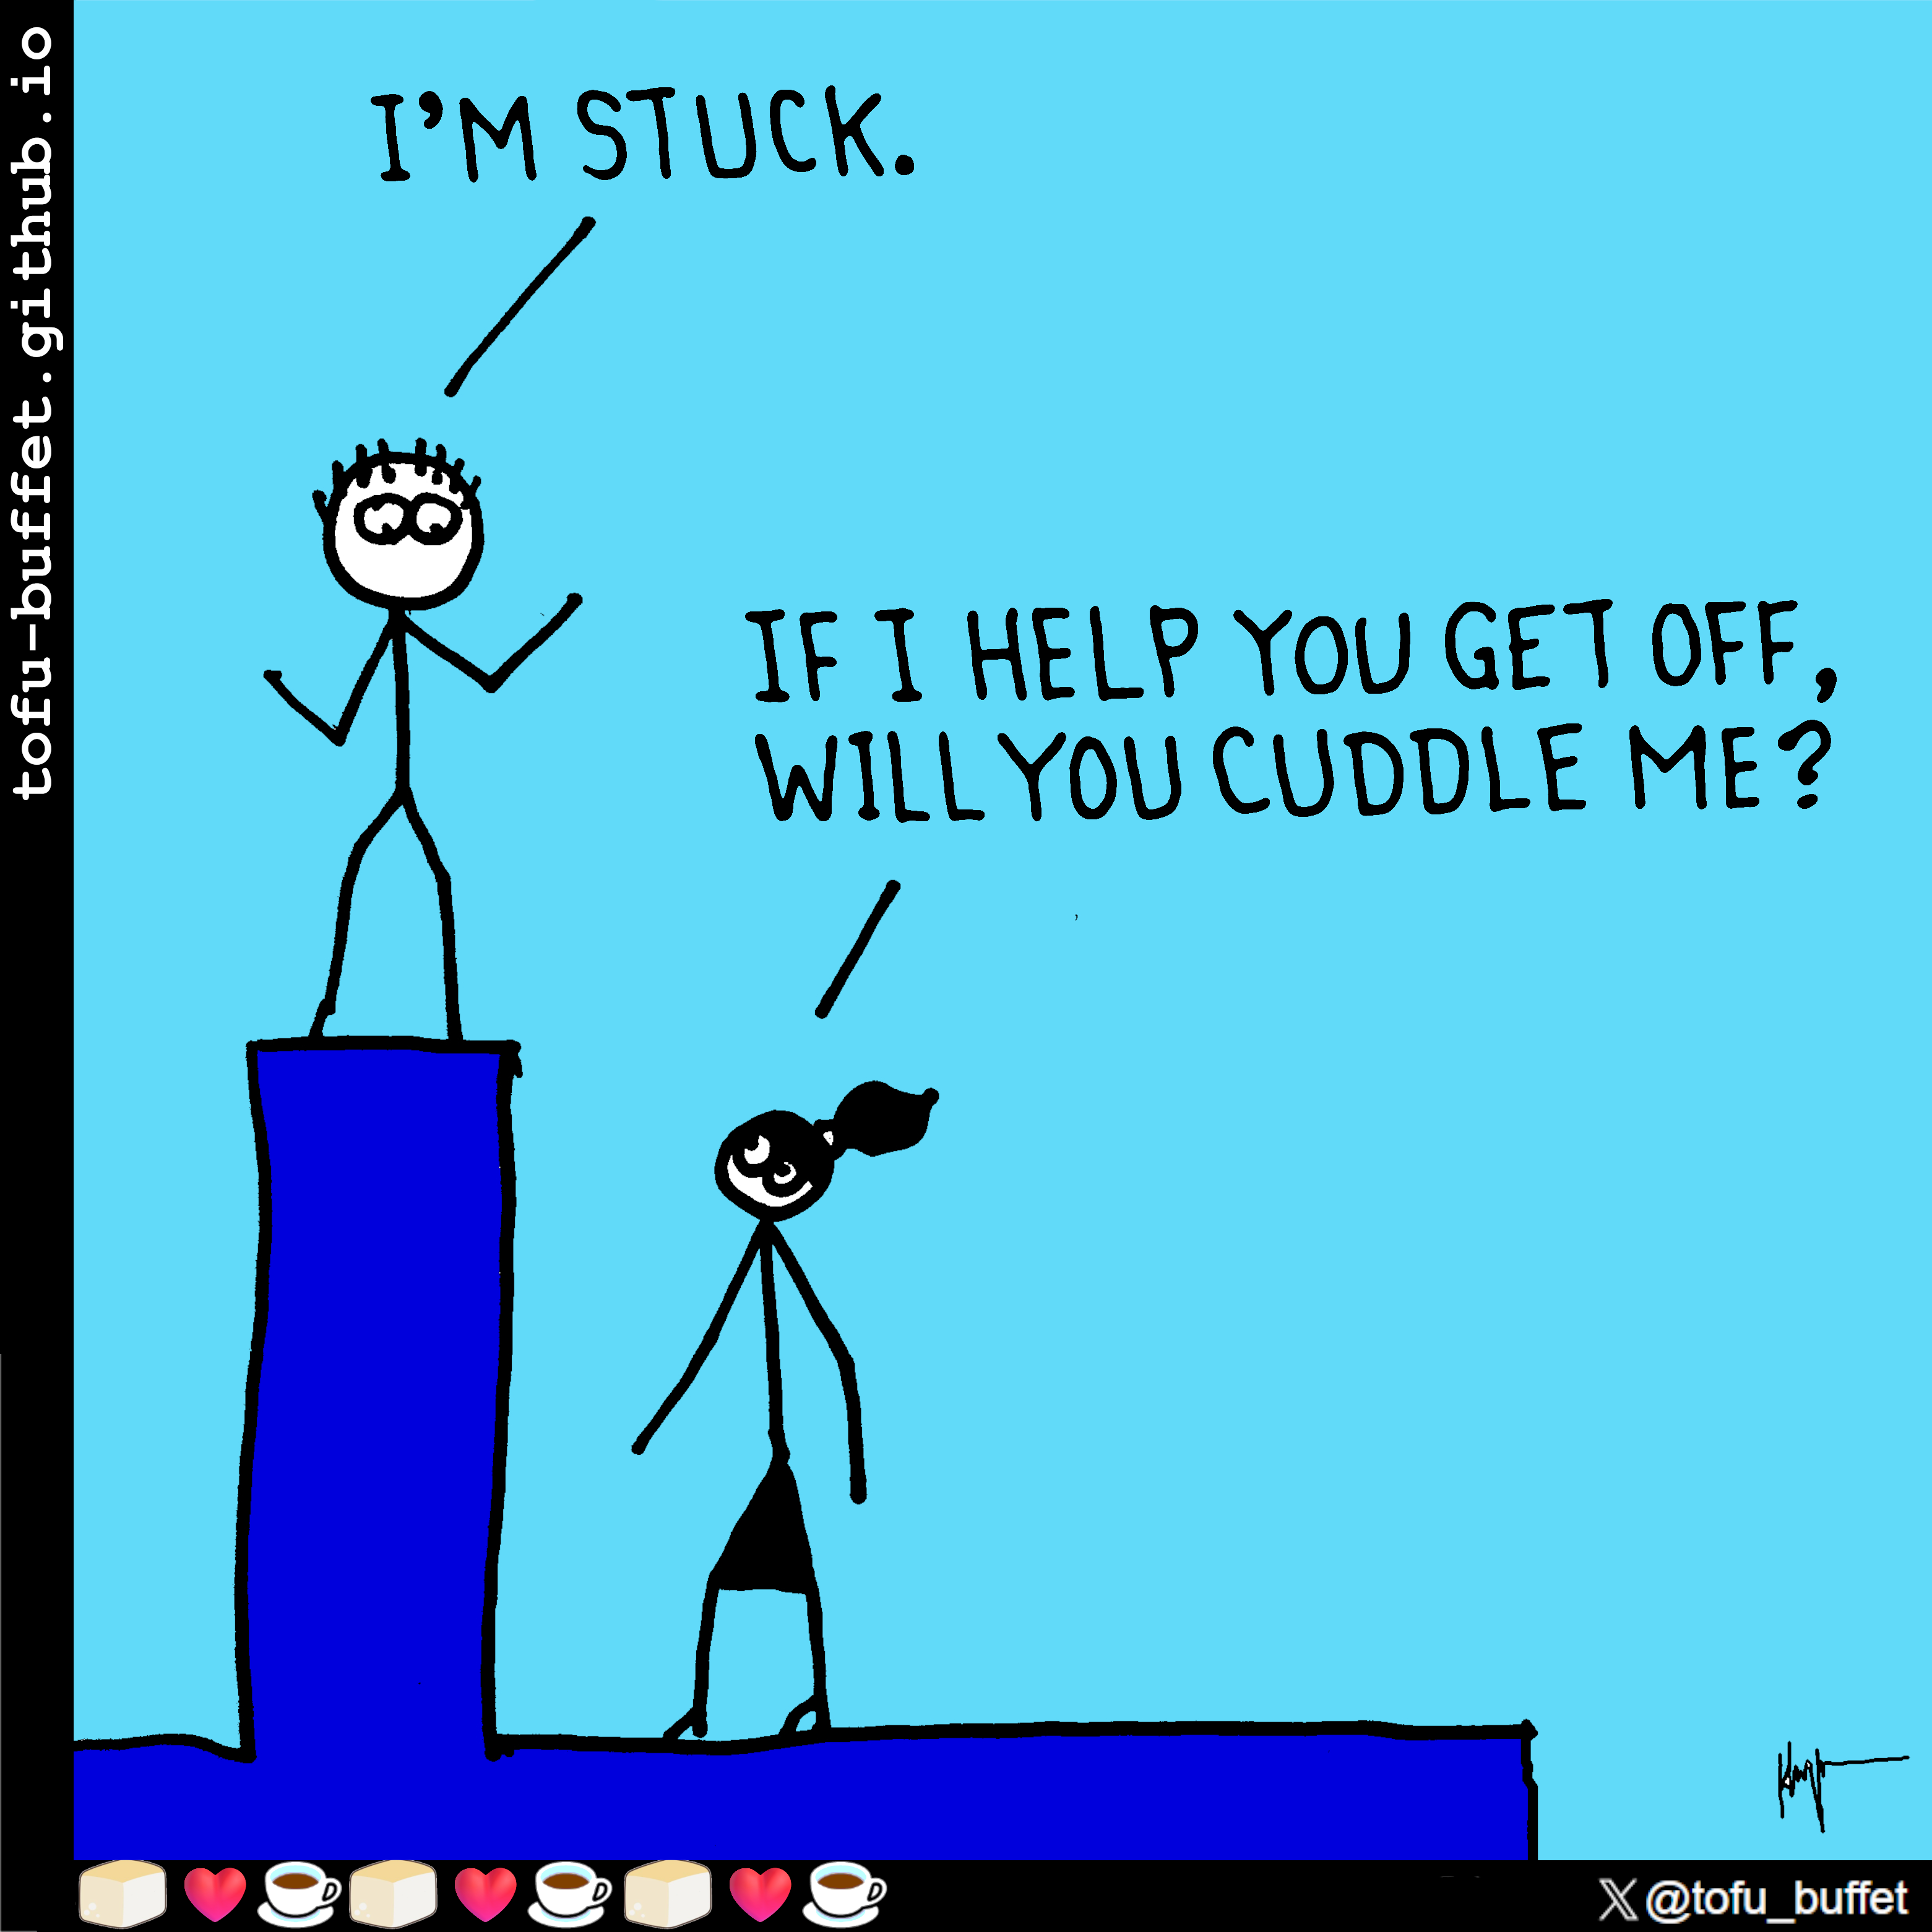 tofu-buffet.github.io
I'M STUCK.
IF I HELP YOU GET OFF,
WILL YOU CUDDLE ME?
𝕏 @tofu_buffet